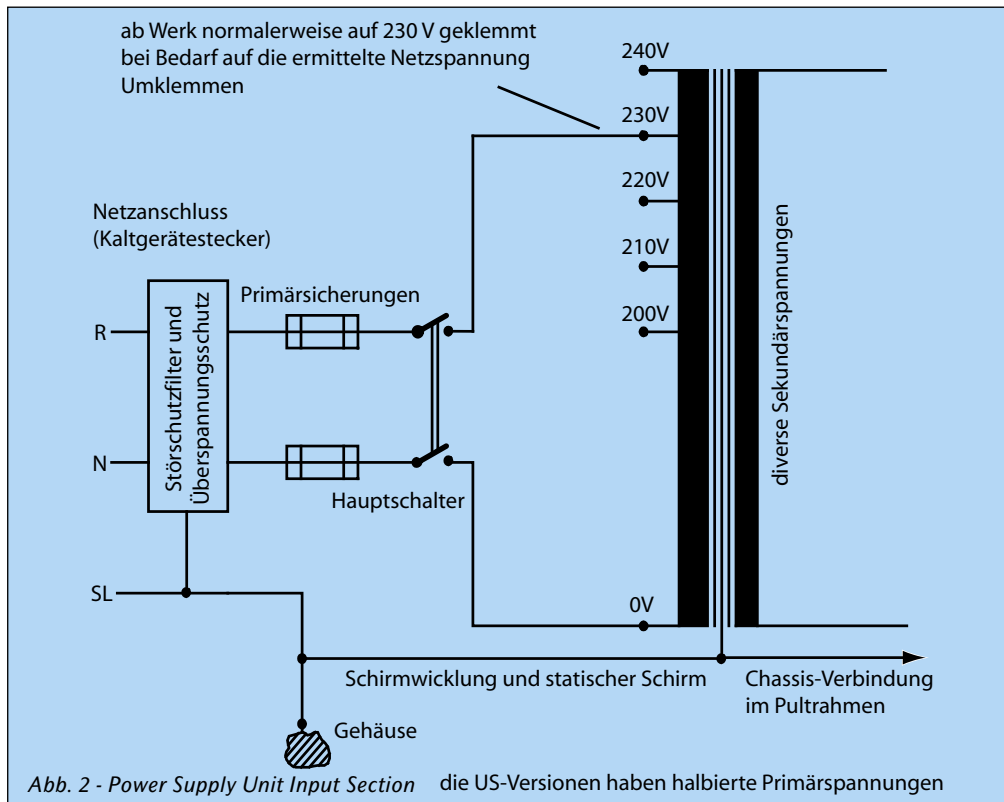 ab Werk normalerweise auf 230 V geklemmt
bei Bedarf auf die ermittelte Netzspannung
Umklemmen
240V
230V
220V
210V
200V
0V
Netzanschluss
(Kaltgerätestecker)
Primärsicherungen
R
N
SL
Störschutzfilter und
Überspannungsschutz
Hauptschalter
diverse Sekundärspannungen
Schirmwicklung und statischer Schirm
Chassis-Verbindung
im Pultrahmen
Gehäuse
Abb. 2 - Power Supply Unit Input Section
die US-Versionen haben halbierte Primärspannungen